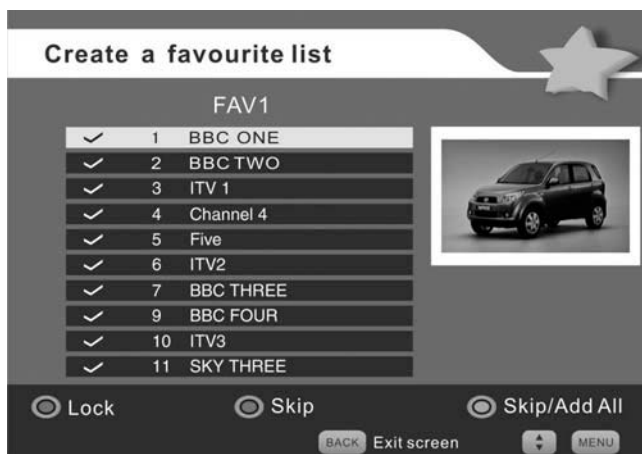 Create a favourite list
FAV1
1 BBC ONE
2 BBC TWO
3 ITV 1
4 Channel 4
5 Five
6 ITV2
7 BBC THREE
9 BBC FOUR
10 ITV3
11 SKY THREE
Lock Skip Skip/Add All
BACK Exit screen MENU